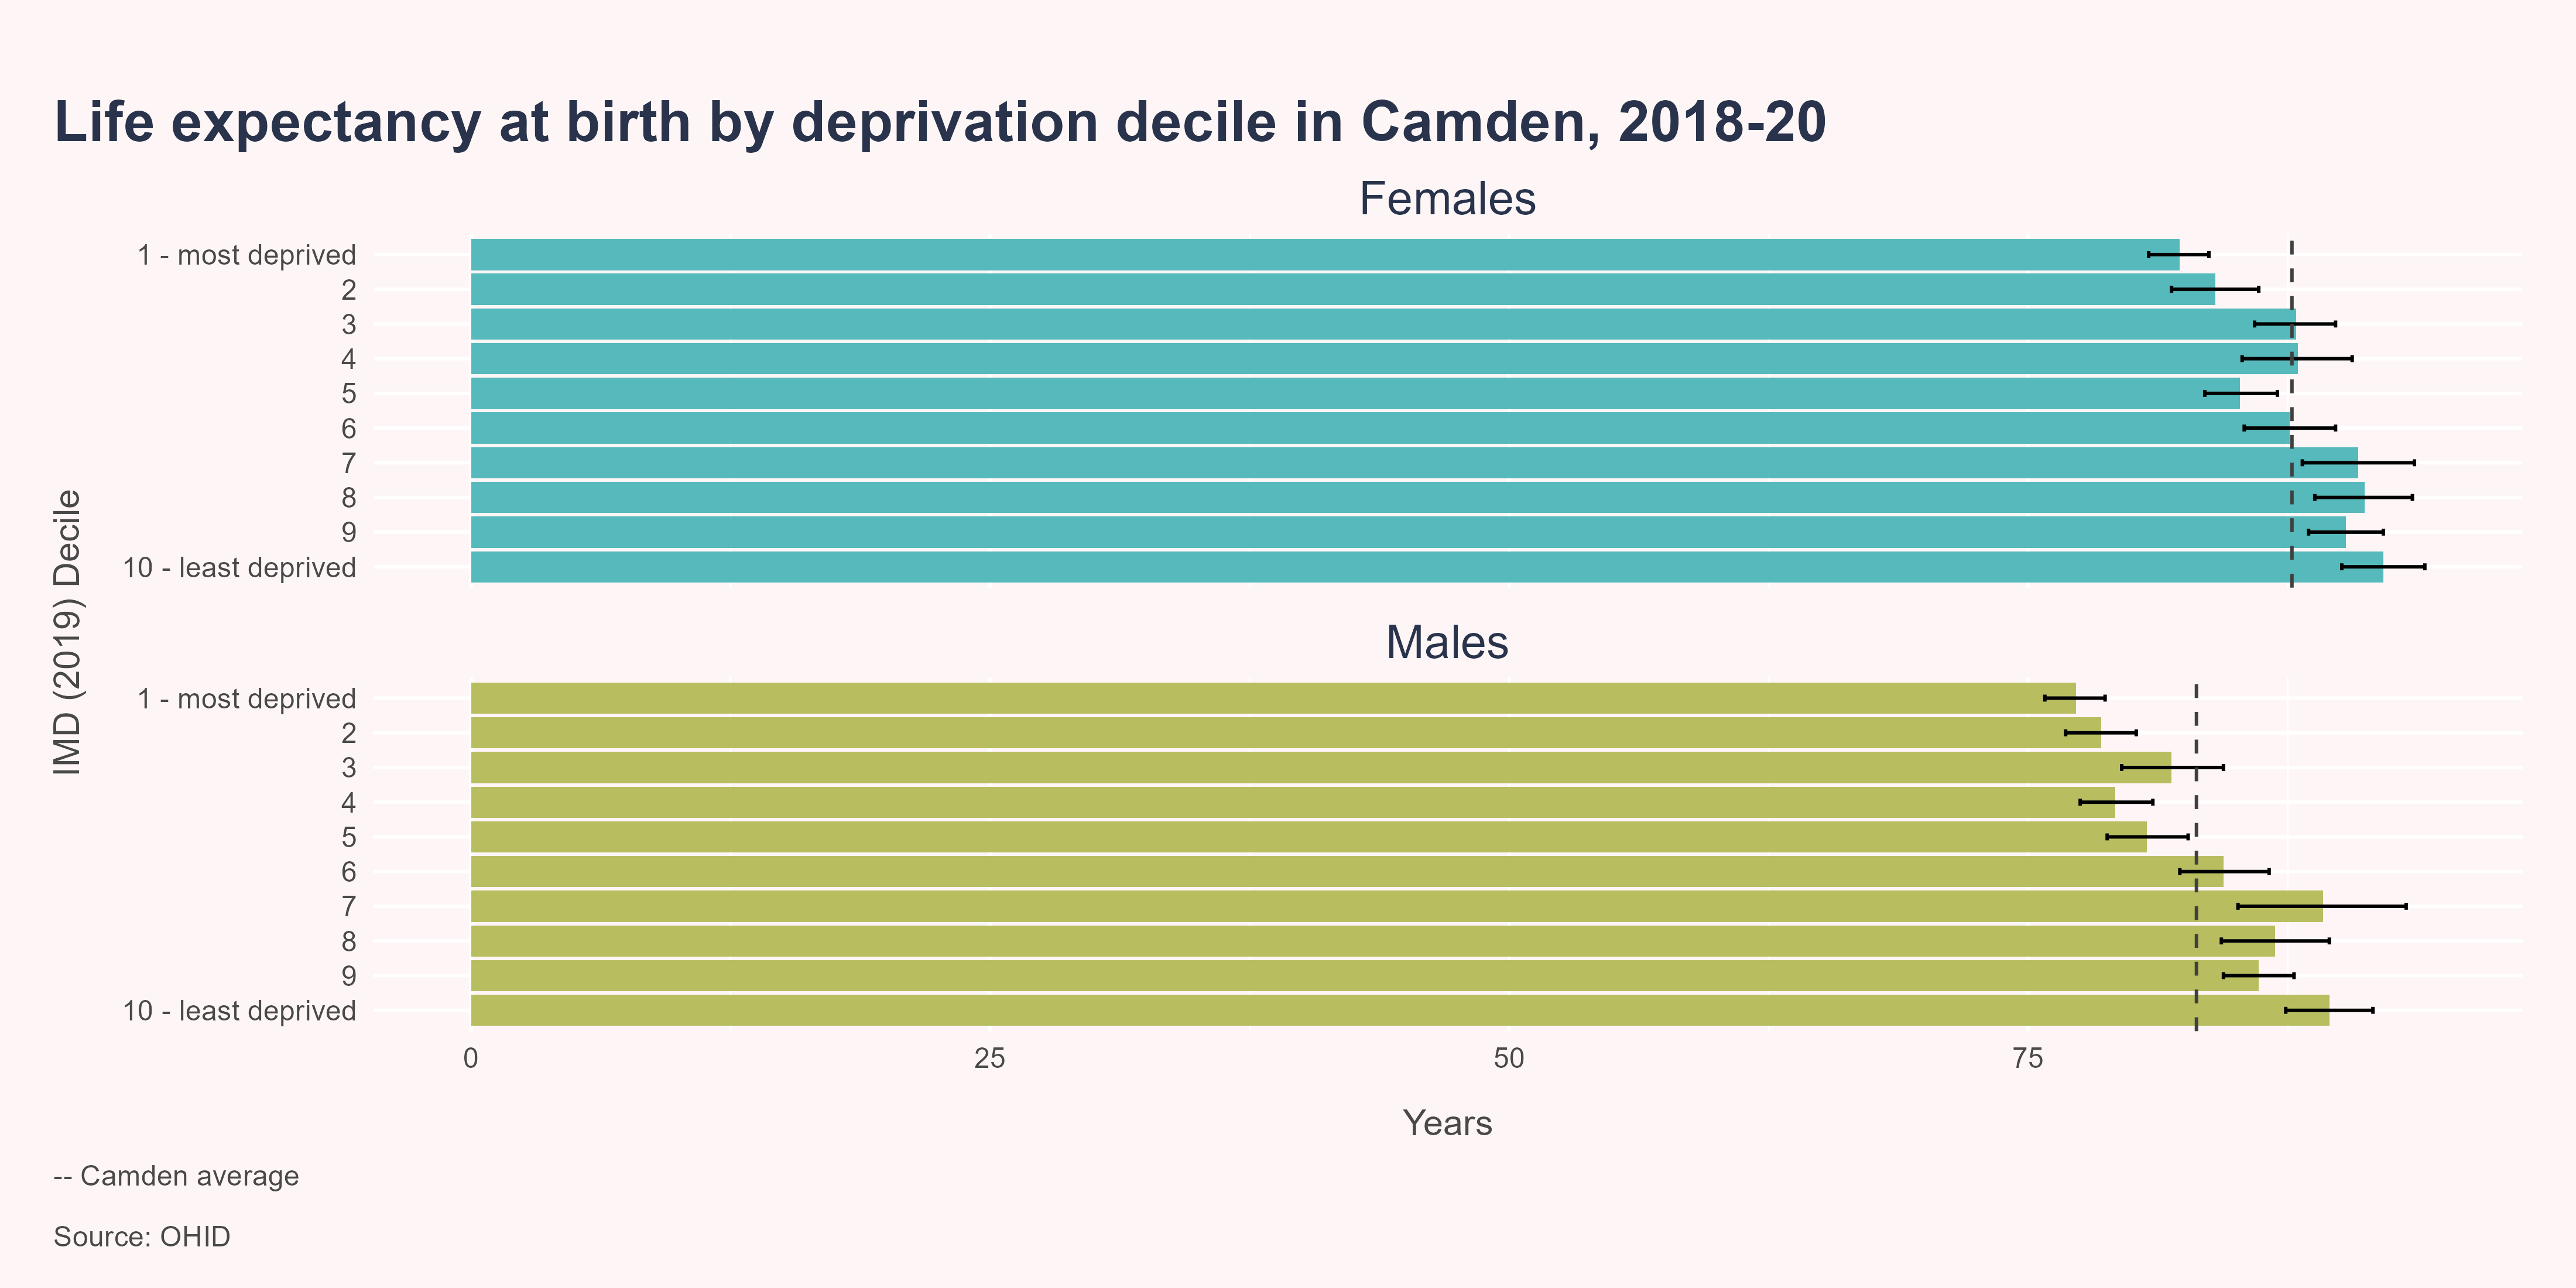 Life expectancy at birth by deprivation decile in Camden, 2018-20
Females
1 - most deprived
2
3
4
5
6
7
8
9
10 - least deprived
IMD (2019) Decile
Males
1 - most deprived
2
3
4
5
6
7
8
9
10 - least deprived
0 25 50 75
Years
-- Camden average
Source: OHID